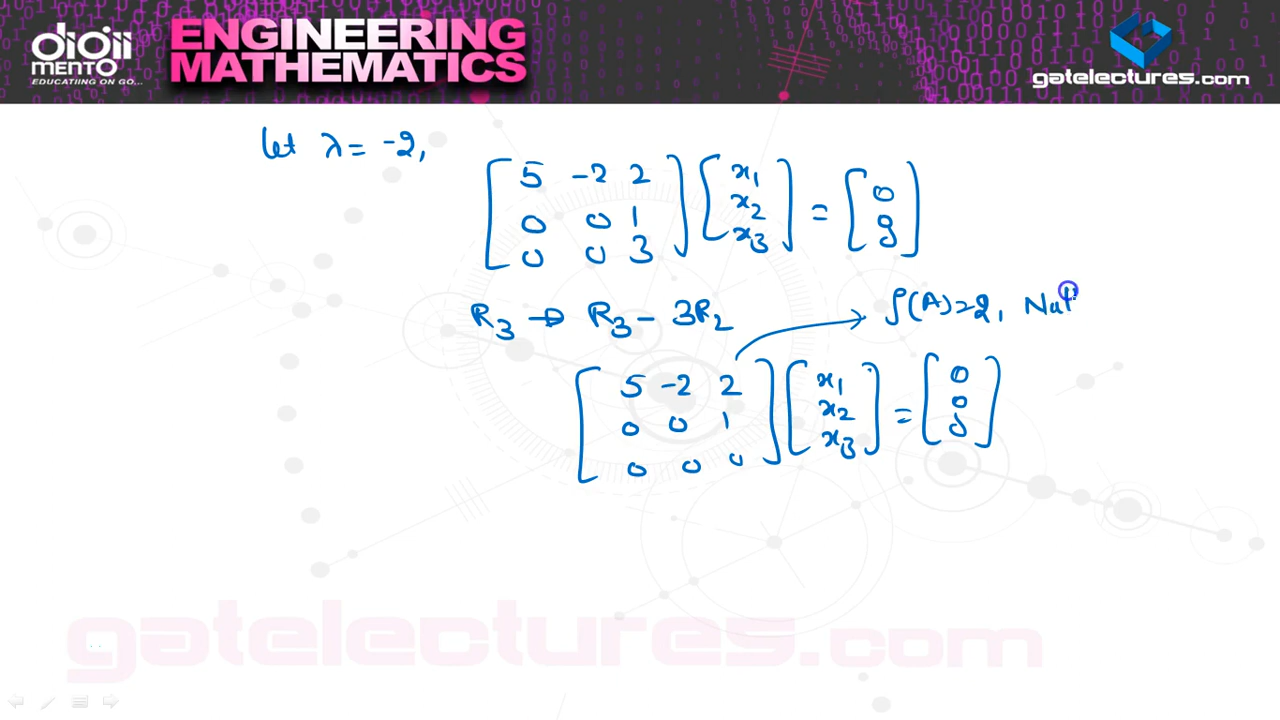 digii
MENTO
EDUCATIING ON GO...
ENGINEERING
MATHEMATICS
gatelectures.com
let λ = -2,
[5 -2 2] [x1] = [0]
[0 0 1] [x2] [0]
[0 0 3] [x3]
R3 → R3 - 3R2
ρ(A)=2, Nul
[5 -2 2] [x1] = [0]
[0 0 1] [x2] [0]
[0 0 0] [x3] [0]
gatelectures.com